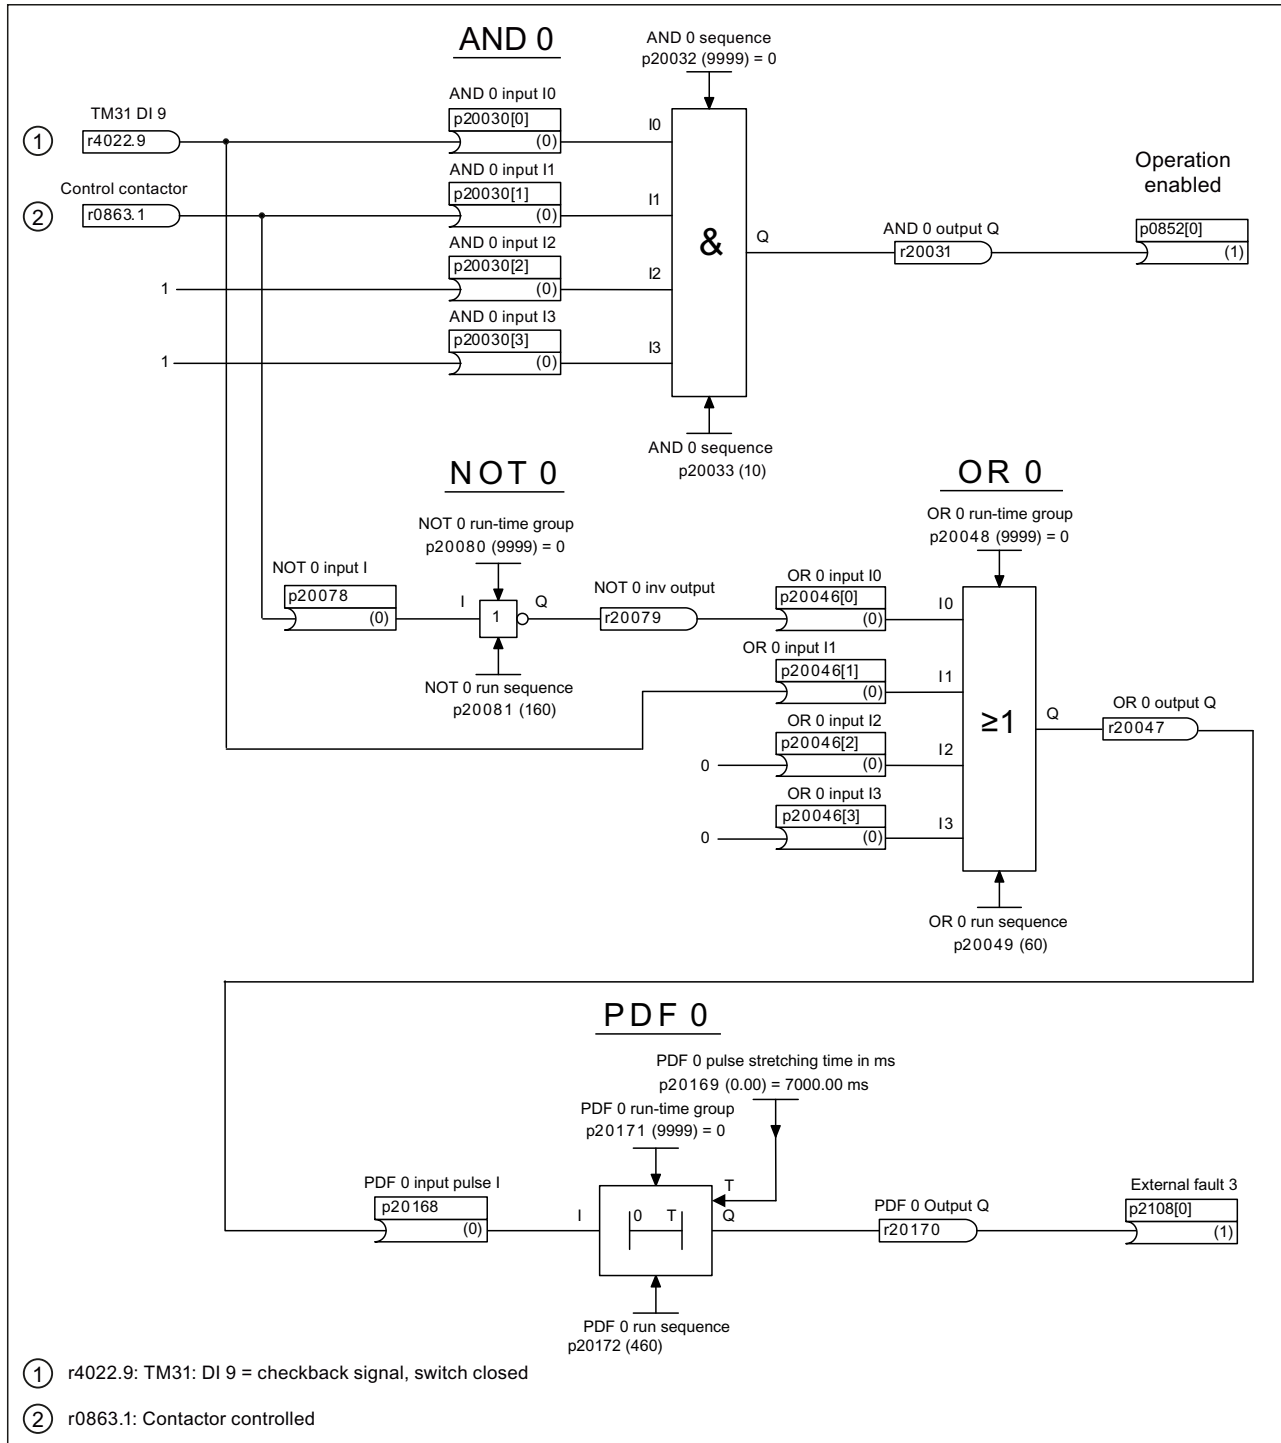 AND 0
AND 0 sequence
p20032 (9999) = 0
TM31 DI 9
1
r4022.9
AND 0 input I0
p20030[0]
(0)
I0
Control contactor
2
r0863.1
AND 0 input I1
p20030[1]
(0)
I1
AND 0 input I2
1
p20030[2]
(0)
I2
AND 0 input I3
1
p20030[3]
(0)
I3
&
Q
AND 0 output Q
r20031
Operation
enabled
p0852[0]
(1)
AND 0 sequence
p20033 (10)
NOT 0
NOT 0 run-time group
p20080 (9999) = 0
NOT 0 input I
p20078
(0)
I
1
Q
NOT 0 inv output
r20079
NOT 0 run sequence
p20081 (160)
OR 0
OR 0 run-time group
p20048 (9999) = 0
OR 0 input I0
p20046[0]
(0)
I0
OR 0 input I1
p20046[1]
(0)
I1
OR 0 input I2
0
p20046[2]
(0)
I2
OR 0 input I3
0
p20046[3]
(0)
I3
≥1
Q
OR 0 output Q
r20047
OR 0 run sequence
p20049 (60)
PDF 0
PDF 0 pulse stretching time in ms
p20169 (0.00) = 7000.00 ms
PDF 0 run-time group
p20171 (9999) = 0
PDF 0 input pulse I
p20168
(0)
I
0 T
T
Q
PDF 0 Output Q
r20170
External fault 3
p2108[0]
(1)
PDF 0 run sequence
p20172 (460)
1 r4022.9: TM31: DI 9 = checkback signal, switch closed
2 r0863.1: Contactor controlled